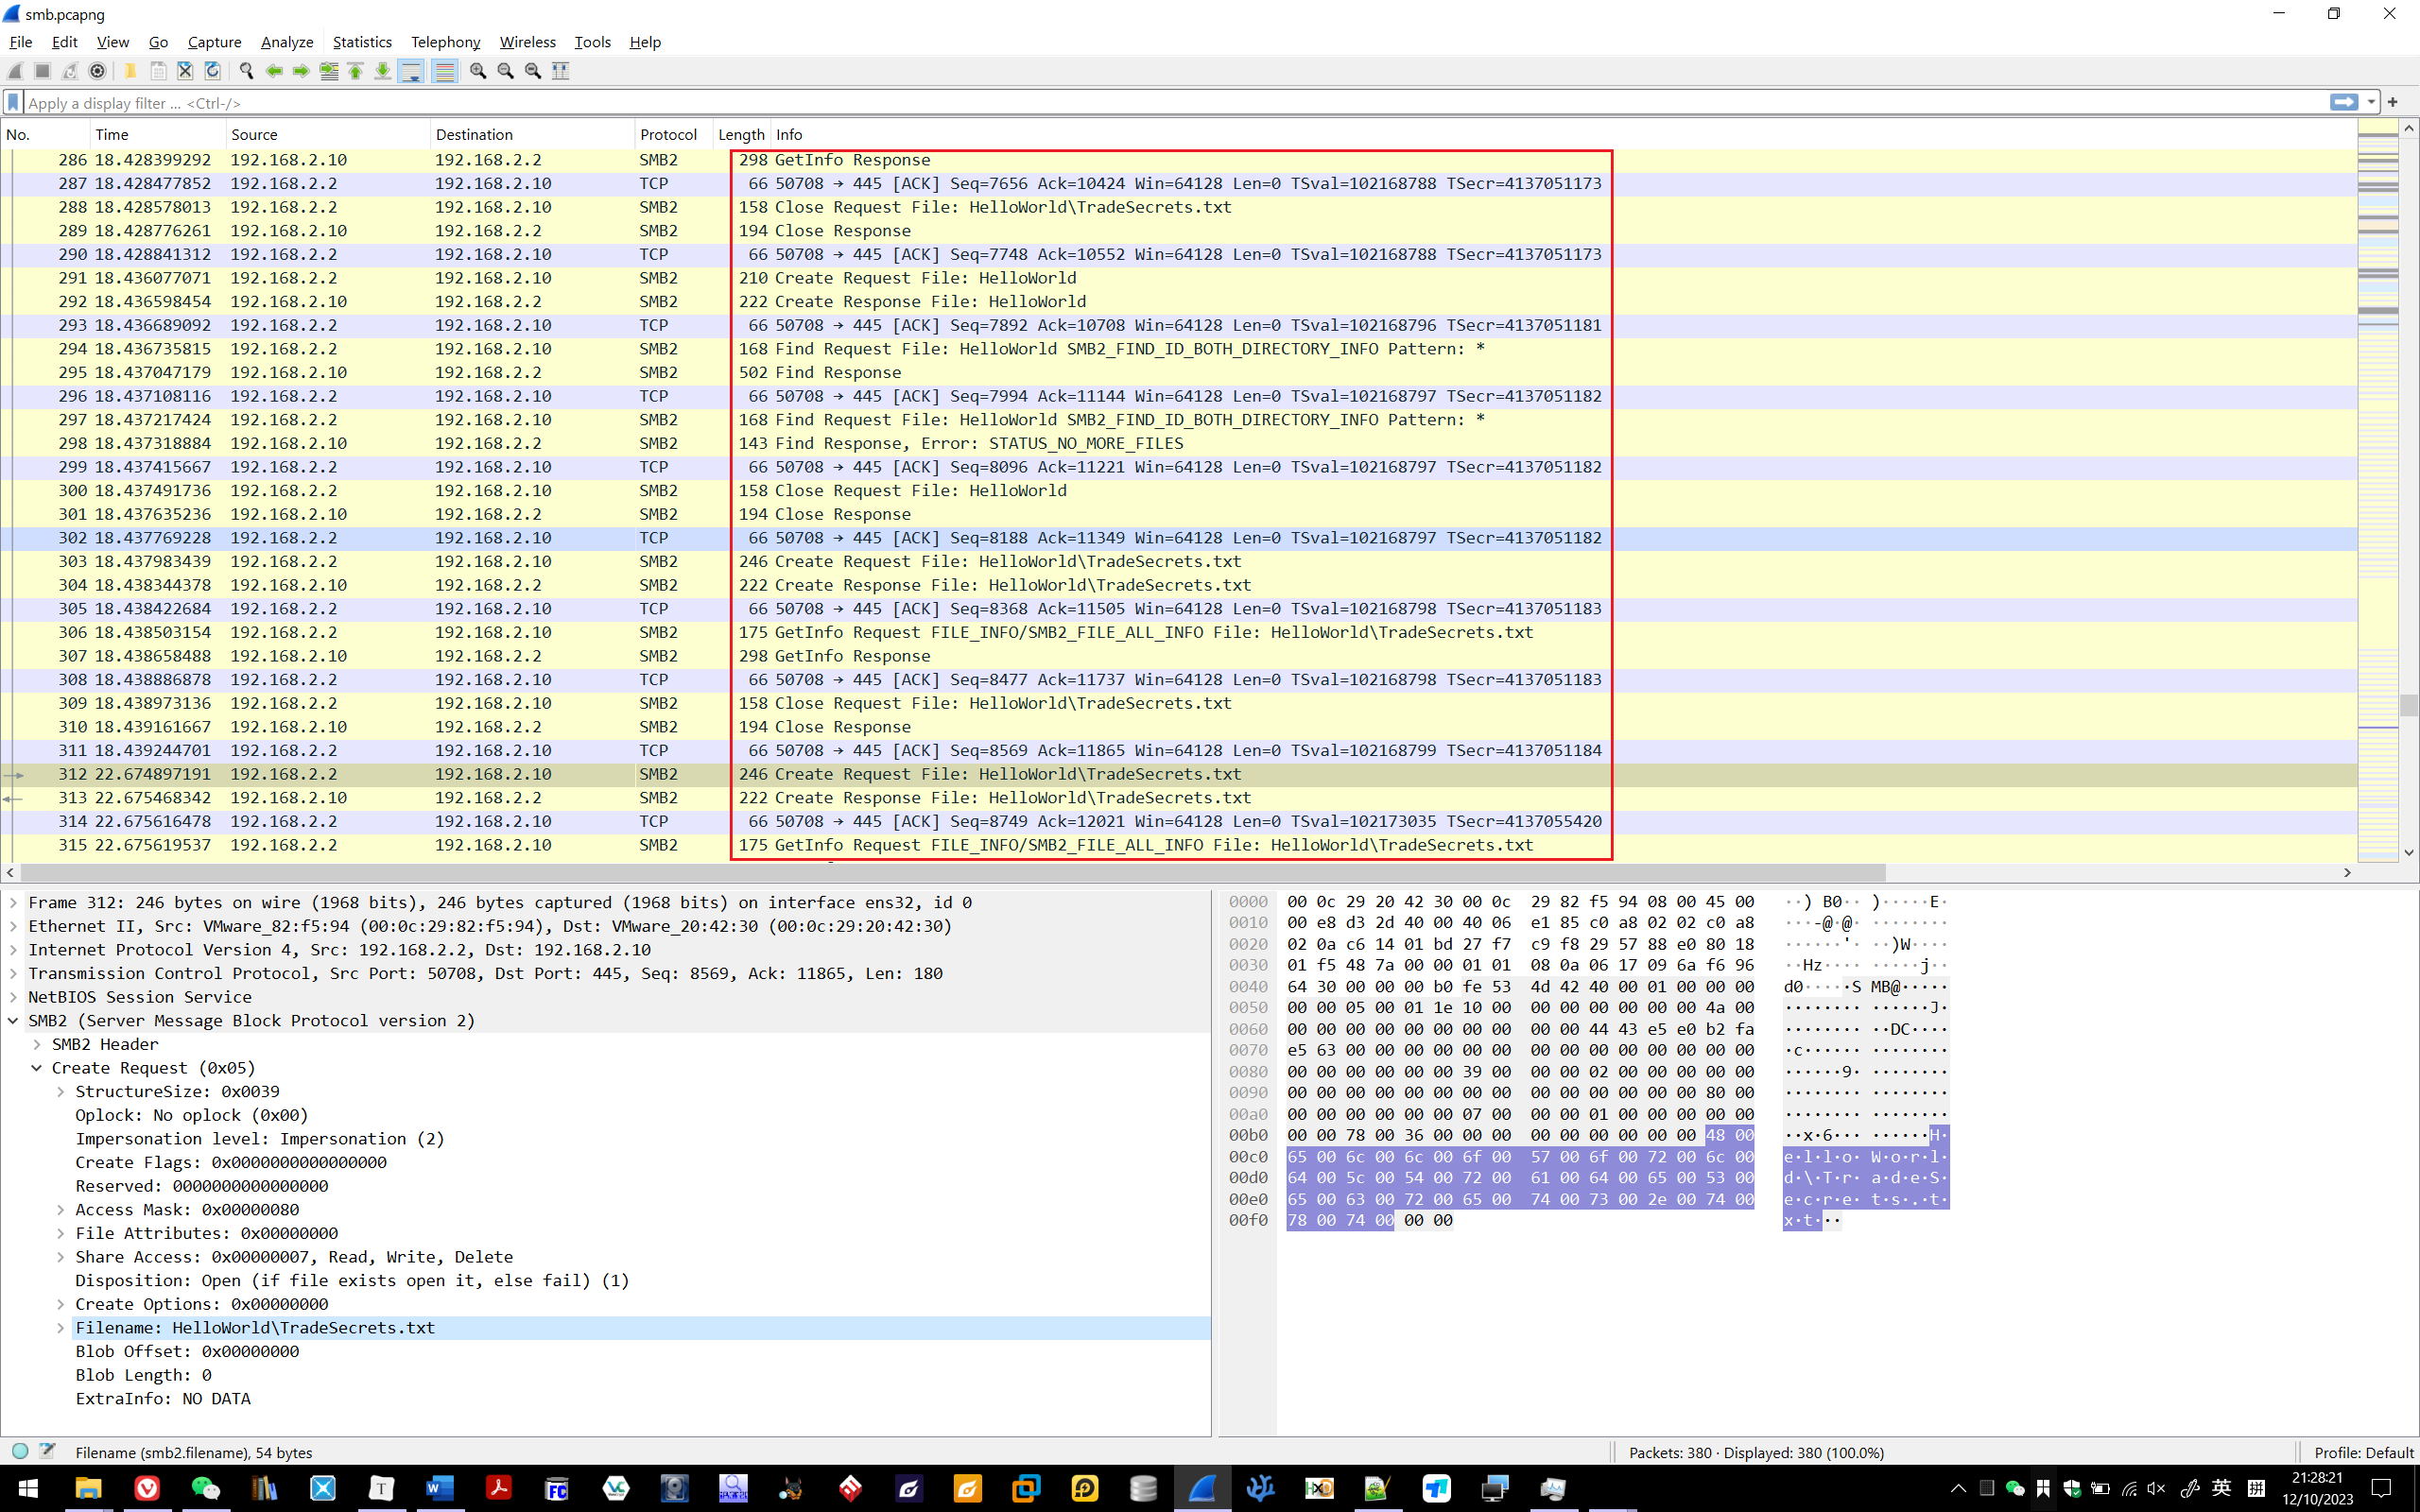 smb.pcapng
File Edit View Go Capture Analyze Statistics Telephony Wireless Tools Help
Apply a display filter ... <Ctrl-/>
No. Time Source Destination Protocol Length Info
286 18.428399292 192.168.2.10 192.168.2.2 SMB2 298 GetInfo Response
287 18.428477852 192.168.2.2 192.168.2.10 TCP 66 50708 → 445 [ACK] Seq=7656 Ack=10424 Win=64128 Len=0 TSval=102168788 TSecr=4137051173
288 18.428578013 192.168.2.2 192.168.2.10 SMB2 158 Close Request File: HelloWorld\TradeSecrets.txt
289 18.428776261 192.168.2.10 192.168.2.2 SMB2 194 Close Response
290 18.428841312 192.168.2.2 192.168.2.10 TCP 66 50708 → 445 [ACK] Seq=7748 Ack=10552 Win=64128 Len=0 TSval=102168788 TSecr=4137051173
291 18.436077071 192.168.2.2 192.168.2.10 SMB2 210 Create Request File: HelloWorld
292 18.436598454 192.168.2.10 192.168.2.2 SMB2 222 Create Response File: HelloWorld
293 18.436689092 192.168.2.2 192.168.2.10 TCP 66 50708 → 445 [ACK] Seq=7892 Ack=10708 Win=64128 Len=0 TSval=102168796 TSecr=4137051181
294 18.436735815 192.168.2.2 192.168.2.10 SMB2 168 Find Request File: HelloWorld SMB2_FIND_ID_BOTH_DIRECTORY_INFO Pattern: *
295 18.437047179 192.168.2.10 192.168.2.2 SMB2 502 Find Response
296 18.437108116 192.168.2.2 192.168.2.10 TCP 66 50708 → 445 [ACK] Seq=7994 Ack=11144 Win=64128 Len=0 TSval=102168797 TSecr=4137051182
297 18.437217424 192.168.2.2 192.168.2.10 SMB2 168 Find Request File: HelloWorld SMB2_FIND_ID_BOTH_DIRECTORY_INFO Pattern: *
298 18.437318884 192.168.2.10 192.168.2.2 SMB2 143 Find Response, Error: STATUS_NO_MORE_FILES
299 18.437415667 192.168.2.2 192.168.2.10 TCP 66 50708 → 445 [ACK] Seq=8096 Ack=11221 Win=64128 Len=0 TSval=102168797 TSecr=4137051182
300 18.437491736 192.168.2.2 192.168.2.10 SMB2 158 Close Request File: HelloWorld
301 18.437635236 192.168.2.10 192.168.2.2 SMB2 194 Close Response
302 18.437769228 192.168.2.2 192.168.2.10 TCP 66 50708 → 445 [ACK] Seq=8188 Ack=11349 Win=64128 Len=0 TSval=102168797 TSecr=4137051182
303 18.437983439 192.168.2.2 192.168.2.10 SMB2 246 Create Request File: HelloWorld\TradeSecrets.txt
304 18.438344378 192.168.2.10 192.168.2.2 SMB2 222 Create Response File: HelloWorld\TradeSecrets.txt
305 18.438422684 192.168.2.2 192.168.2.10 TCP 66 50708 → 445 [ACK] Seq=8368 Ack=11505 Win=64128 Len=0 TSval=102168798 TSecr=4137051183
306 18.438503154 192.168.2.2 192.168.2.10 SMB2 175 GetInfo Request FILE_INFO/SMB2_FILE_ALL_INFO File: HelloWorld\TradeSecrets.txt
307 18.438658488 192.168.2.10 192.168.2.2 SMB2 298 GetInfo Response
308 18.438886878 192.168.2.2 192.168.2.10 TCP 66 50708 → 445 [ACK] Seq=8477 Ack=11737 Win=64128 Len=0 TSval=102168798 TSecr=4137051183
309 18.438973136 192.168.2.2 192.168.2.10 SMB2 158 Close Request File: HelloWorld\TradeSecrets.txt
310 18.439161667 192.168.2.10 192.168.2.2 SMB2 194 Close Response
311 18.439244701 192.168.2.2 192.168.2.10 TCP 66 50708 → 445 [ACK] Seq=8569 Ack=11865 Win=64128 Len=0 TSval=102168799 TSecr=4137051184
312 22.674897191 192.168.2.2 192.168.2.10 SMB2 246 Create Request File: HelloWorld\TradeSecrets.txt
313 22.675468342 192.168.2.10 192.168.2.2 SMB2 222 Create Response File: HelloWorld\TradeSecrets.txt
314 22.675616478 192.168.2.2 192.168.2.10 TCP 66 50708 → 445 [ACK] Seq=8749 Ack=12021 Win=64128 Len=0 TSval=102173035 TSecr=4137055420
315 22.675619537 192.168.2.2 192.168.2.10 SMB2 175 GetInfo Request FILE_INFO/SMB2_FILE_ALL_INFO File: HelloWorld\TradeSecrets.txt
Frame 312: 246 bytes on wire (1968 bits), 246 bytes captured (1968 bits) on interface ens32, id 0
Ethernet II, Src: VMware_82:f5:94 (00:0c:29:82:f5:94), Dst: VMware_20:42:30 (00:0c:29:20:42:30)
Internet Protocol Version 4, Src: 192.168.2.2, Dst: 192.168.2.10
Transmission Control Protocol, Src Port: 50708, Dst Port: 445, Seq: 8569, Ack: 11865, Len: 180
NetBIOS Session Service
SMB2 (Server Message Block Protocol version 2)
SMB2 Header
Create Request (0x05)
StructureSize: 0x0039
Oplock: No oplock (0x00)
Impersonation level: Impersonation (2)
Create Flags: 0x0000000000000000
Reserved: 0000000000000000
Access Mask: 0x00000080
File Attributes: 0x00000000
Share Access: 0x00000007, Read, Write, Delete
Disposition: Open (if file exists open it, else fail) (1)
Create Options: 0x00000000
Filename: HelloWorld\TradeSecrets.txt
Blob Offset: 0x00000000
Blob Length: 0
ExtraInfo: NO DATA
0000 00 0c 29 20 42 30 00 0c 29 82 f5 94 08 00 45 00 ··) B0·· )·····E·
0010 00 e8 d3 2d 40 00 40 06 e1 85 c0 a8 02 02 c0 a8 ···-@·@· ········
0020 02 0a c6 14 01 bd 27 f7 c9 f8 29 57 88 e0 80 18 ······'· ··)W····
0030 01 f5 48 7a 00 00 01 01 08 0a 06 17 09 6a f6 96 ··Hz···· ·····j··
0040 64 30 00 00 00 b0 fe 53 4d 42 40 00 01 00 00 00 d0·····S MB@·····
0050 00 00 05 00 01 1e 10 00 00 00 00 00 00 00 4a 00 ········ ······J·
0060 00 00 00 00 00 00 00 00 00 00 44 43 e5 e0 b2 fa ········ ··DC····
0070 e5 63 00 00 00 00 00 00 00 00 00 00 00 00 00 00 ·c······ ········
0080 00 00 00 00 00 00 39 00 00 00 02 00 00 00 00 00 ······9· ········
0090 00 00 00 00 00 00 00 00 00 00 00 00 00 00 80 00 ········ ········
00a0 00 00 00 00 00 00 07 00 00 00 01 00 00 00 00 00 ········ ········
00b0 00 00 78 00 36 00 00 00 00 00 00 00 00 00 48 00 ··x·6··· ······H·
00c0 65 00 6c 00 6c 00 6f 00 57 00 6f 00 72 00 6c 00 e·l·l·o· W·o·r·l·
00d0 64 00 5c 00 54 00 72 00 61 00 64 00 65 00 53 00 d·\·T·r· a·d·e·S·
00e0 65 00 63 00 72 00 65 00 74 00 73 00 2e 00 74 00 e·c·r·e· t·s·.·t·
00f0 78 00 74 00 00 00 x·t···
Filename (smb2.filename), 54 bytes
Packets: 380 · Displayed: 380 (100.0%)
Profile: Default
英 拼
21:28:21
12/10/2023